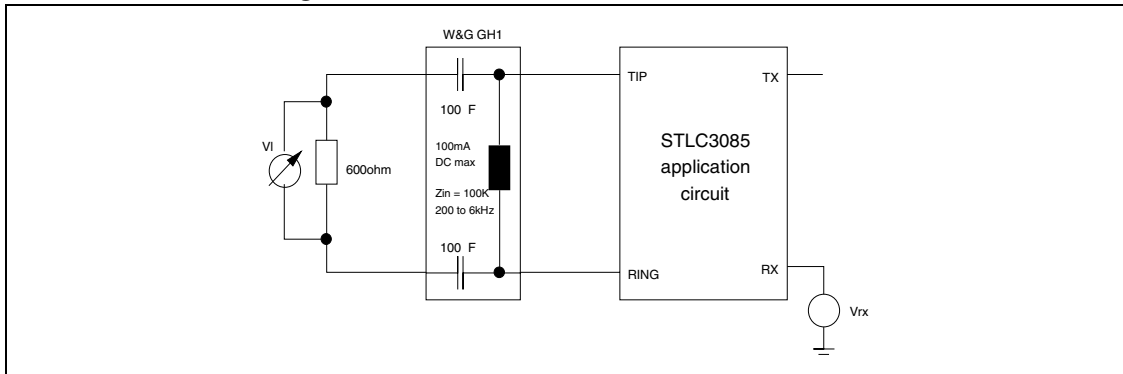 W&G GH1
TIP
TX
100 F
STLC3085
application
circuit
VI
600ohm
100mA
DC max
Zin = 100K
200 to 6kHz
100 F
RING
RX
Vrx